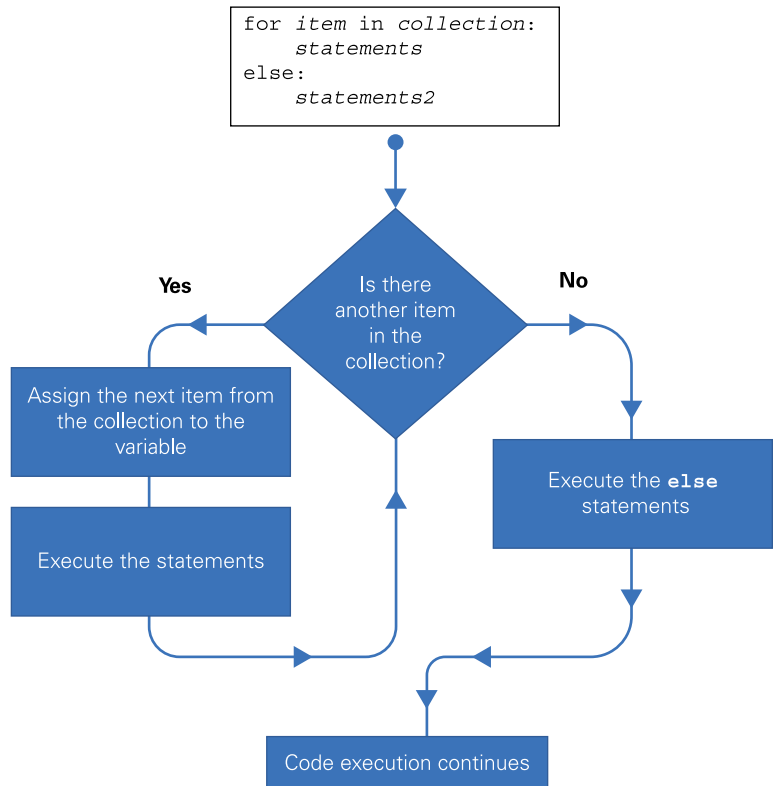 for item in collection:
    statements
else:
    statements2
Is there
another item
in the
collection?
Yes
No
Assign the next item from
the collection to the
variable
Execute the statements
Execute the else
statements
Code execution continues